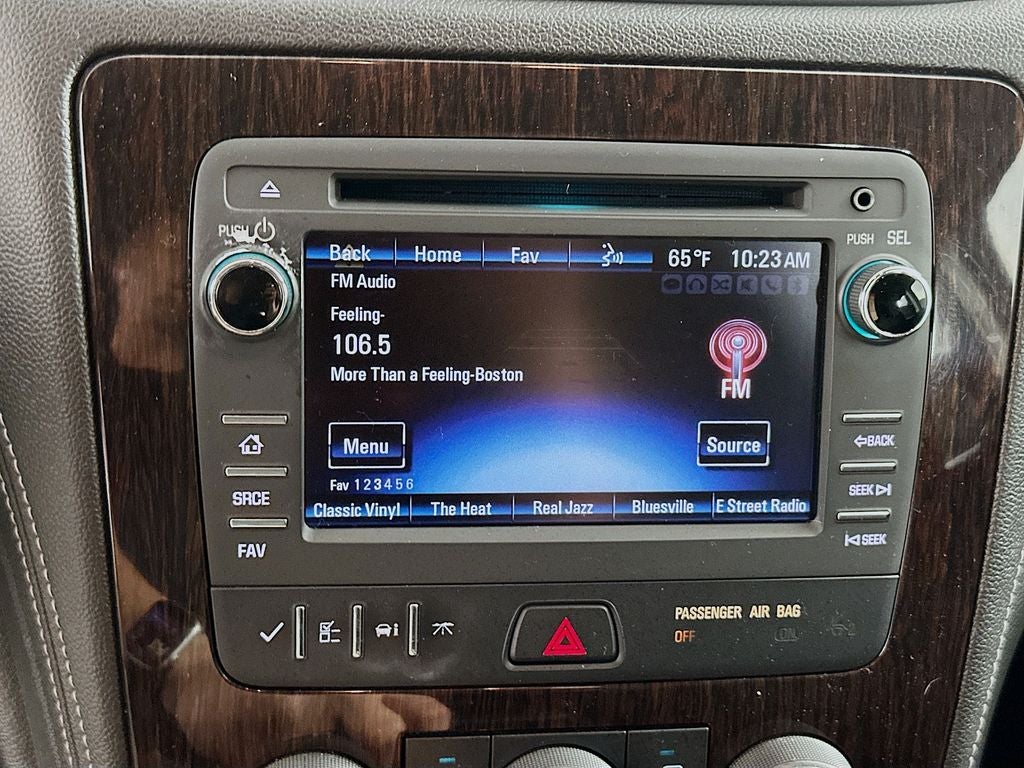 PUSH
PUSH SEL
Back Home Fav 65°F 10:23 AM
FM Audio
Feeling-
106.5
More Than a Feeling-Boston
FM
Menu Source
Fav 1 2 3 4 5 6
Classic Vinyl The Heat Real Jazz Bluesville E Street Radio
SRCE
FAV
BACK
SEEK
SEEK
PASSENGER AIR BAG
OFF